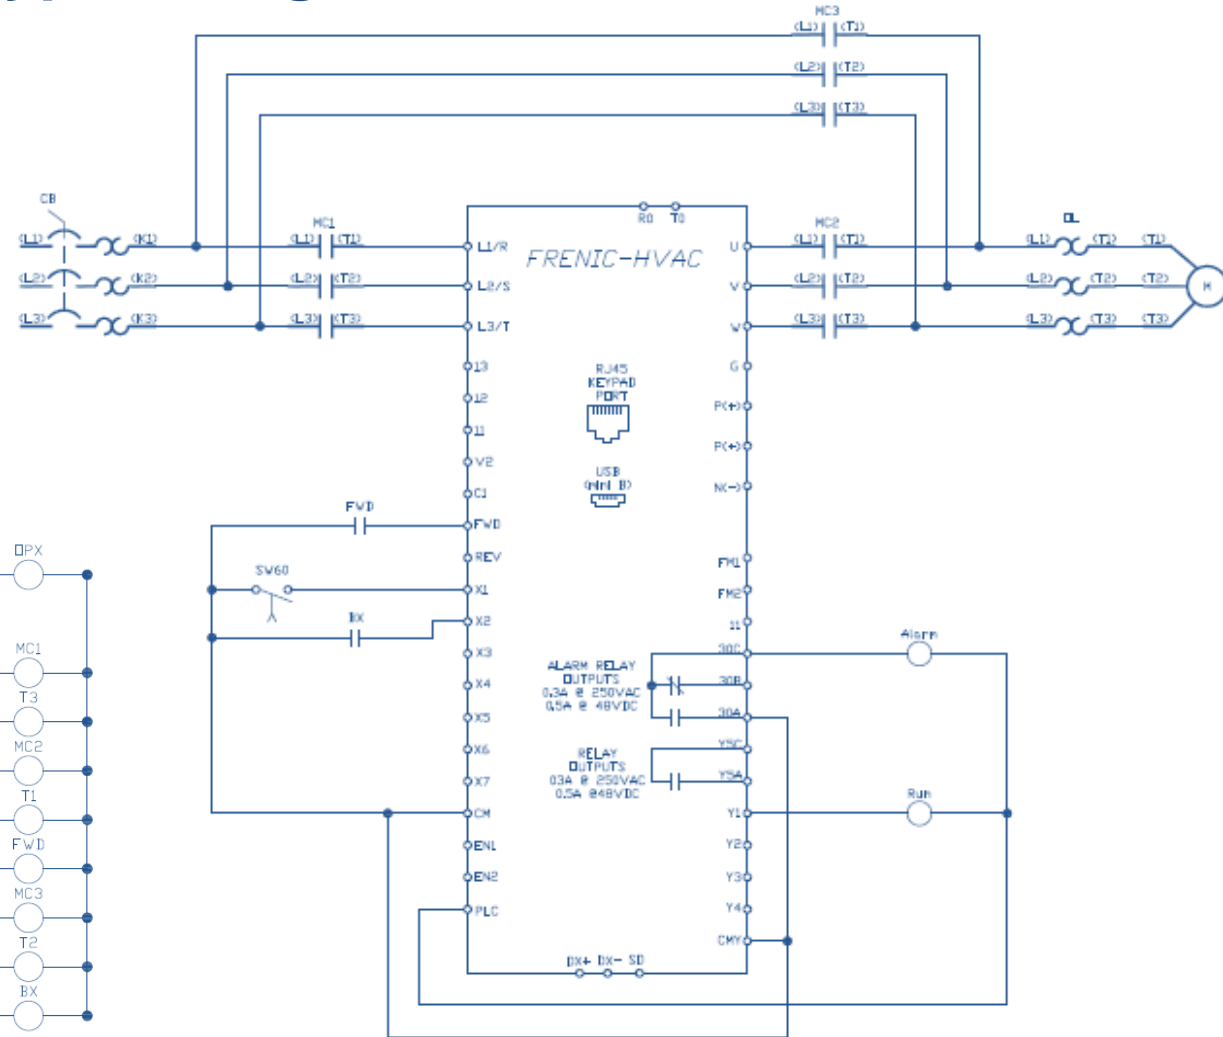 MC3
(L1) (T1)
(L2) (T2)
(L3) (T3)
CB
(L1) (K1)
(L2) (K2)
(L3) (K3)
MC1
(L1) (T1)
(L2) (T2)
(L3) (T3)
R0 T0
FRENIC-HVAC
L1/R
L2/S
L3/T
U
V
W
MC2
(L1) (T1)
(L2) (T2)
(L3) (T3)
OL
(L1) (T1) (T1)
(L2) (T2) (T2)
(L3) (T3) (T3)
M
13
12
11
V2
C1
FWD
REV
X1
X2
X3
X4
X5
X6
X7
CM
EN1
EN2
PLC
RJ45
KEYPAD
PORT
USB
(mini B)
G
P(+)
P(+)
N(-)
FM1
FM2
11
30C
30B
30A
Y5C
Y5A
Y1
Y2
Y3
Y4
CMY
FWD
SW60
BX
ALARM RELAY
OUTPUTS
0.3A @ 250VAC
0.5A @ 48VDC
RELAY
OUTPUTS
03A @ 250VAC
0.5A @48VDC
Alarm
Run
DX+ DX- SD
OPX
MC1
T3
MC2
T1
FWD
MC3
T2
BX